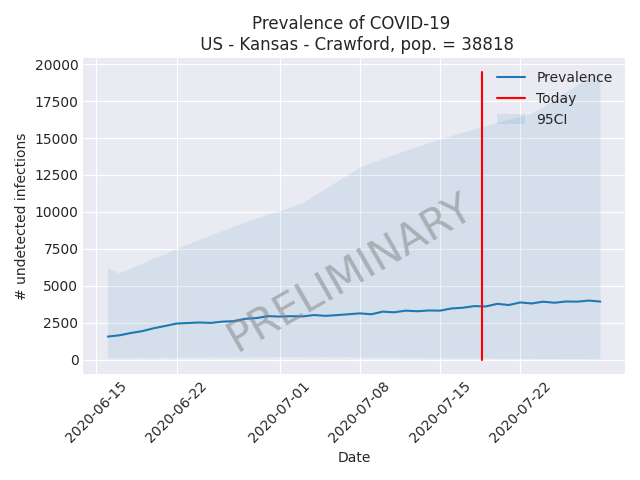 Prevalence of COVID-19
US - Kansas - Crawford, pop. = 38818
20000
17500
15000
12500
10000
7500
5000
2500
0
# undetected infections
Prevalence
Today
95CI
PRELIMINARY
2020-06-15
2020-06-22
2020-07-01
2020-07-08
2020-07-15
2020-07-22
Date